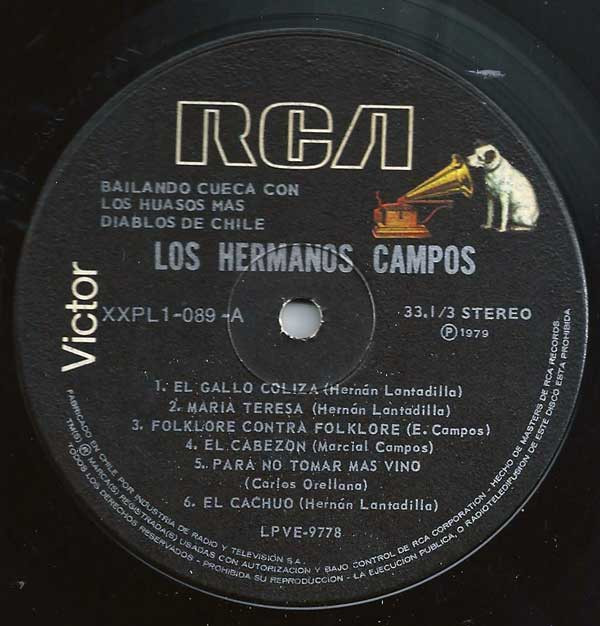 RCA
BAILANDO CUECA CON
LOS HUASOS MAS
DIABLOS DE CHILE
LOS HERMANOS CAMPOS
Victor
XXPL1-089-A
33.1/3 STEREO
Ⓟ 1979
1. EL GALLO COLIZA (Hernán Lantadilla)
2. MARIA TERESA (Hernán Lantadilla)
3. FOLKLORE CONTRA FOLKLORE (E. Campos)
4. EL CABEZON (Marcial Campos)
5. PARA NO TOMAR MAS VINO
(Carlos Orellana)
6. EL CACHUO (Hernán Lantadilla)
LPVE-9778
FABRICADO EN CHILE POR INDUSTRIA DE RADIO Y TELEVISIÓN S.A. - HECHO DE MASTERS DE RCA RECORDS.
TM(S) ® MARCA(S) REGISTRADA(S) USADAS CON AUTORIZACION Y BAJO CONTROL DE RCA CORPORATION -
TODOS LOS DERECHOS RESERVADOS - PROHIBIDA SU REPRODUCCION - LA EJECUCION PUBLICA, O RADIOTELEDIFUSION DE ESTE DISCO ESTA PROHIBIDA